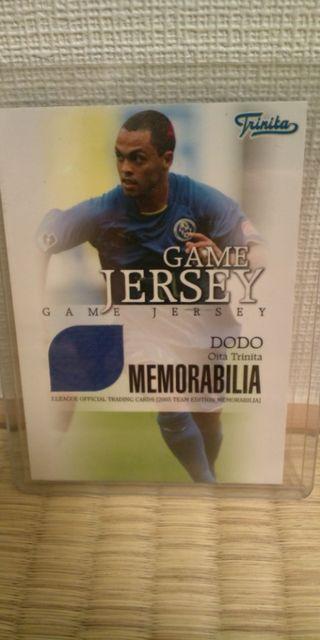 Trinita
GAME
JERSEY
GAME JERSEY
DODO
Oita Trinita
MEMORABILIA
J.LEAGUE OFFICIAL TRADING CARDS [2005 TEAM EDITION MEMORABILIA]